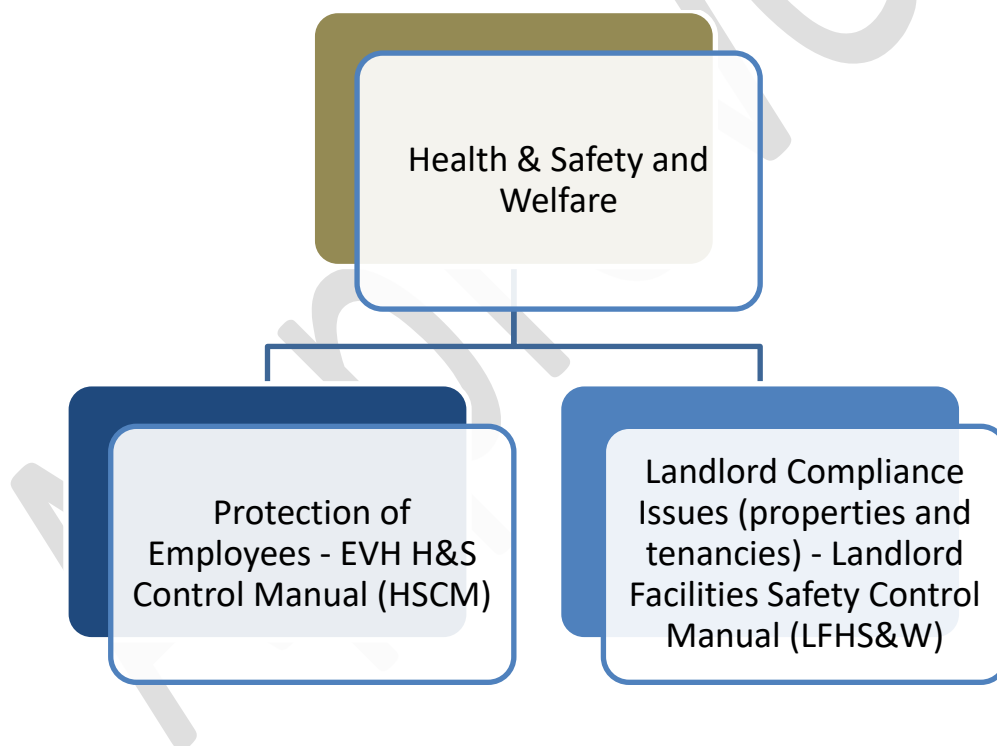 Health & Safety and
Welfare
Protection of
Employees - EVH H&S
Control Manual (HSCM)
Landlord Compliance
Issues (properties and
tenancies) - Landlord
Facilities Safety Control
Manual (LFHS&W)